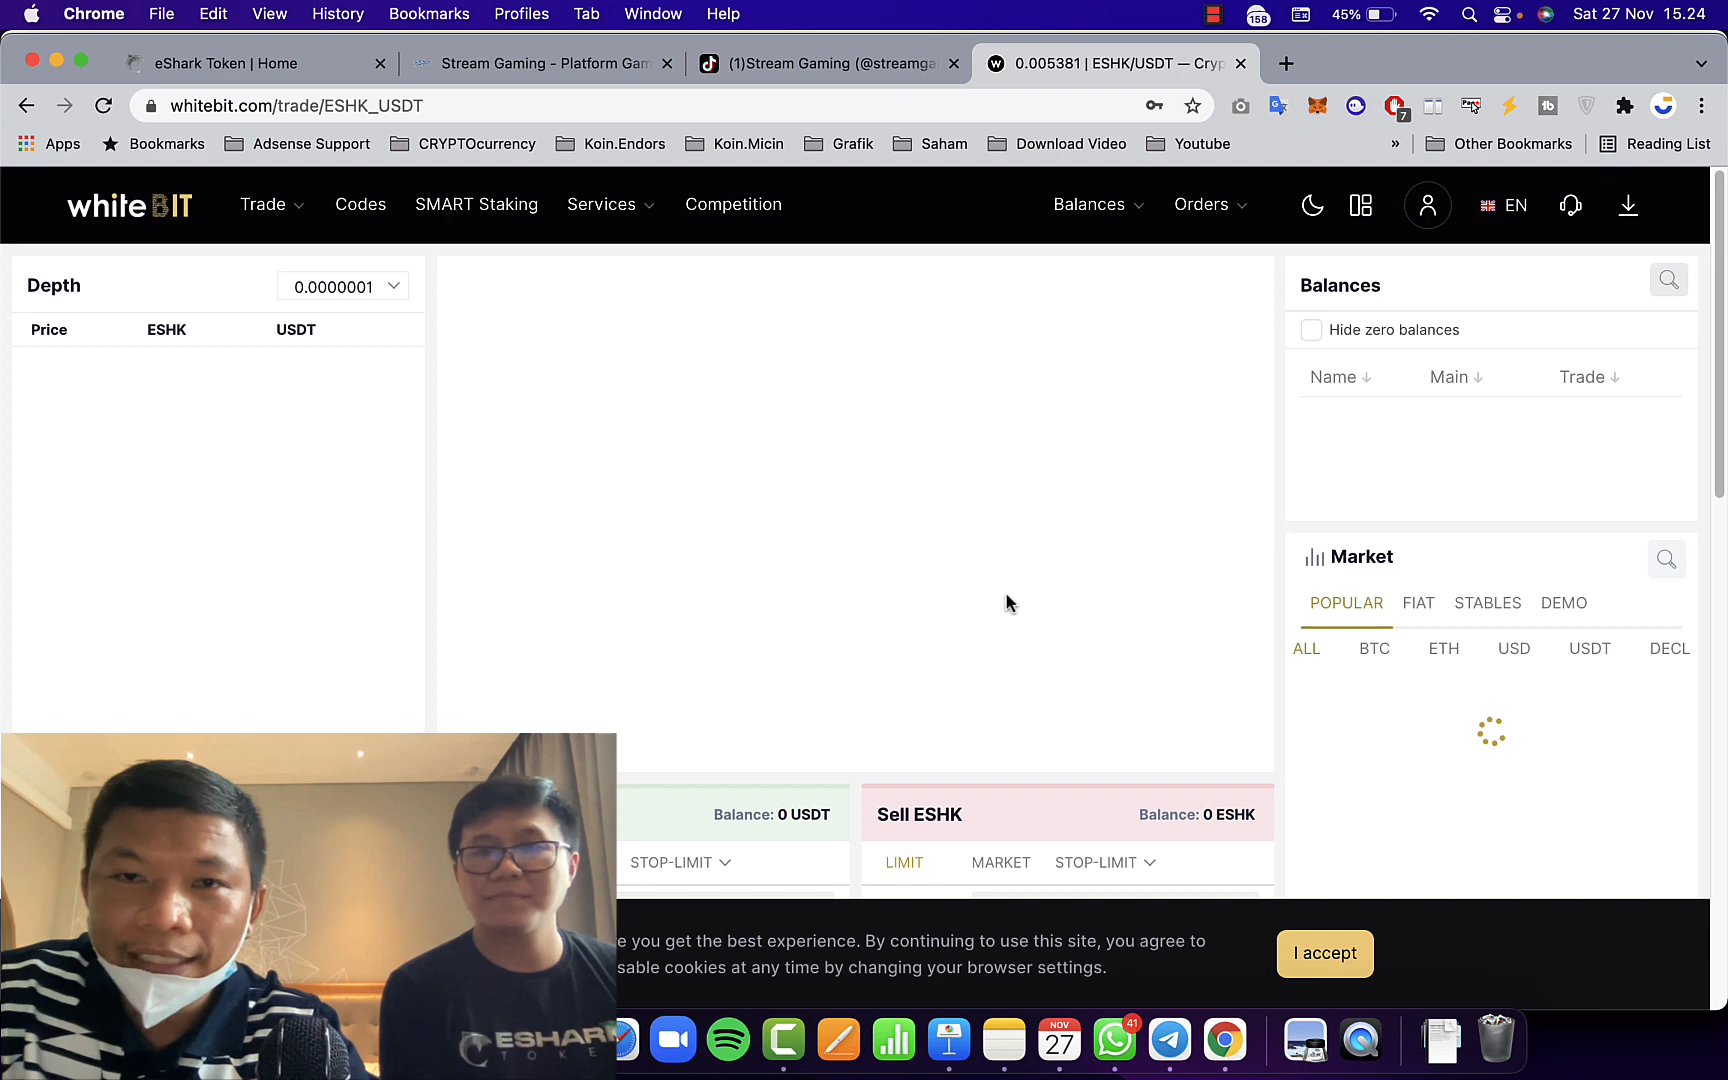 Chrome File Edit View History Bookmarks Profiles Tab Window Help 158 45% Sat 27 Nov 15.24
eShark Token | Home Stream Gaming - Platform Gam (1)Stream Gaming (@streamga 0.005381 | ESHK/USDT — Cryp
whitebit.com/trade/ESHK_USDT 7
Apps Bookmarks Adsense Support CRYPTOcurrency Koin.Endors Koin.Micin Grafik Saham Download Video Youtube » Other Bookmarks Reading List
white BIT Trade Codes SMART Staking Services Competition Balances Orders EN
Depth 0.0000001
Price ESHK USDT
Balances
Hide zero balances
Name Main Trade
Market
POPULAR FIAT STABLES DEMO
ALL BTC ETH USD USDT DECL
Balance: 0 USDT
STOP-LIMIT
Sell ESHK Balance: 0 ESHK
LIMIT MARKET STOP-LIMIT
e you get the best experience. By continuing to use this site, you agree to
sable cookies at any time by changing your browser settings.
I accept
ESHARK
TOKE
NOV
27
41